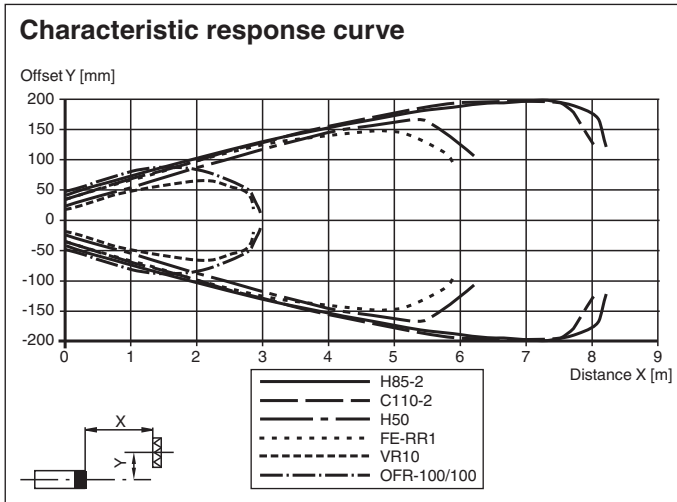 Characteristic response curve
Offset Y [mm]
200
150
100
50
0
-50
-100
-150
-200
0 1 2 3 4 5 6 7 8 9
Distance X [m]
H85-2
C110-2
H50
FE-RR1
VR10
OFR-100/100
X
Y